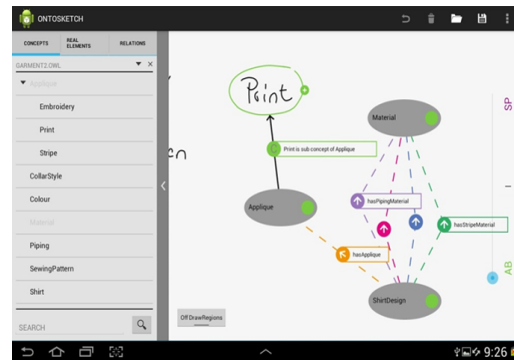 ONTOSKETCH
CONCEPTS
REAL ELEMENTS
RELATIONS
GARMENT2.OWL
Applique
Embroidery
Print
Stripe
CollarStyle
Colour
Material
Piping
SewingPattern
Shirt
SEARCH
Print
en
Print is sub concept of Applique
Applique
Material
hasPipingMaterial
hasStripeMaterial
hasApplique
ShirtDesign
Off DrawRegions
SP
I
AB
9:26